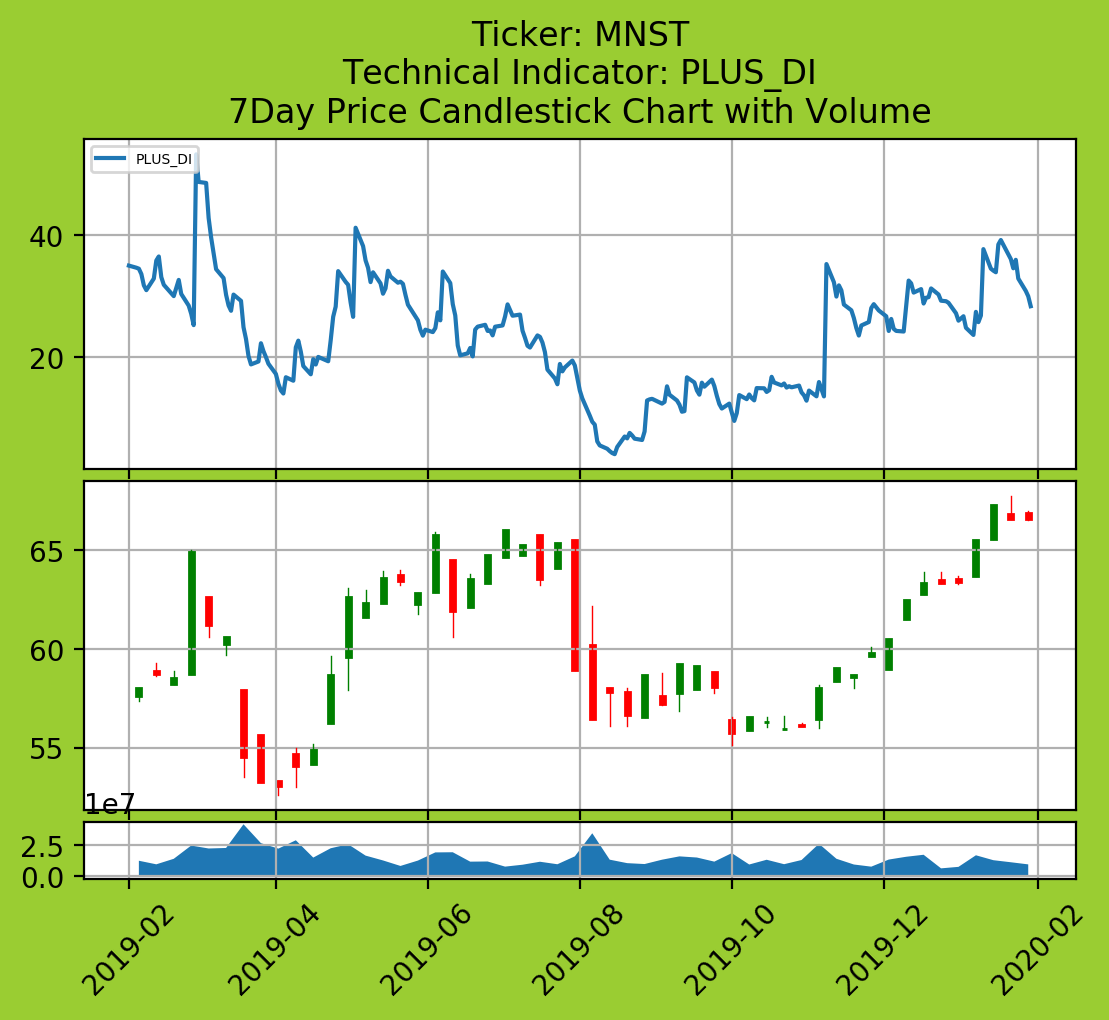 Ticker: MNST
Technical Indicator: PLUS_DI
7Day Price Candlestick Chart with Volume
PLUS_DI
40
20
65
60
55
1e7
2.5
0.0
2019-02
2019-04
2019-06
2019-08
2019-10
2019-12
2020-02